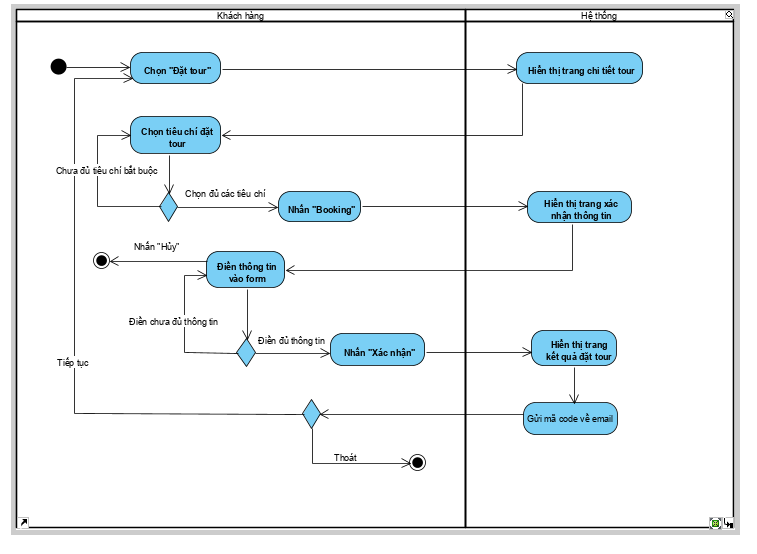 Khách hàng
Hệ thống
Chọn "Đặt tour"
Hiển thị trang chi tiết tour
Chọn tiêu chí đặt
tour
Chưa đủ tiêu chí bắt buộc
Chọn đủ các tiêu chí
Nhấn "Booking"
Hiển thị trang xác
nhận thông tin
Nhấn "Hủy"
Điền thông tin
vào form
Điền chưa đủ thông tin
Điền đủ thông tin
Nhấn "Xác nhận"
Hiển thị trang
kết quả đặt tour
Tiếp tục
Gửi mã code về email
Thoát